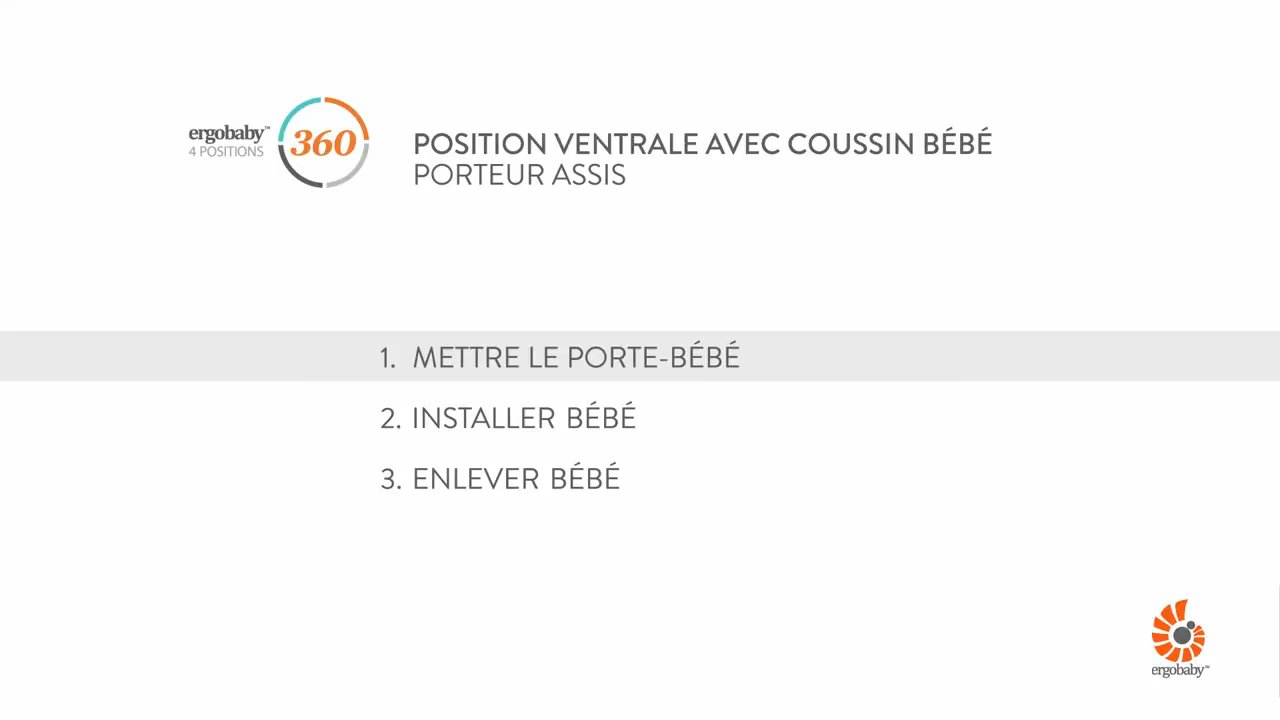 ergobaby™
4 POSITIONS
360
POSITION VENTRALE AVEC COUSSIN BÉBÉ
PORTEUR ASSIS
1. METTRE LE PORTE-BÉBÉ
2. INSTALLER BÉBÉ
3. ENLEVER BÉBÉ
ergobaby™